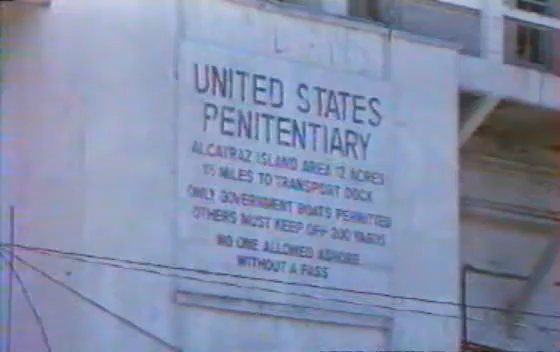 UNITED STATES
PENITENTIARY
ALCATRAZ ISLAND AREA 12 ACRES
1½ MILES TO TRANSPORT DOCK
ONLY GOVERNMENT BOATS PERMITTED
OTHERS MUST KEEP OFF 200 YARDS
NO ONE ALLOWED ASHORE
WITHOUT A PASS